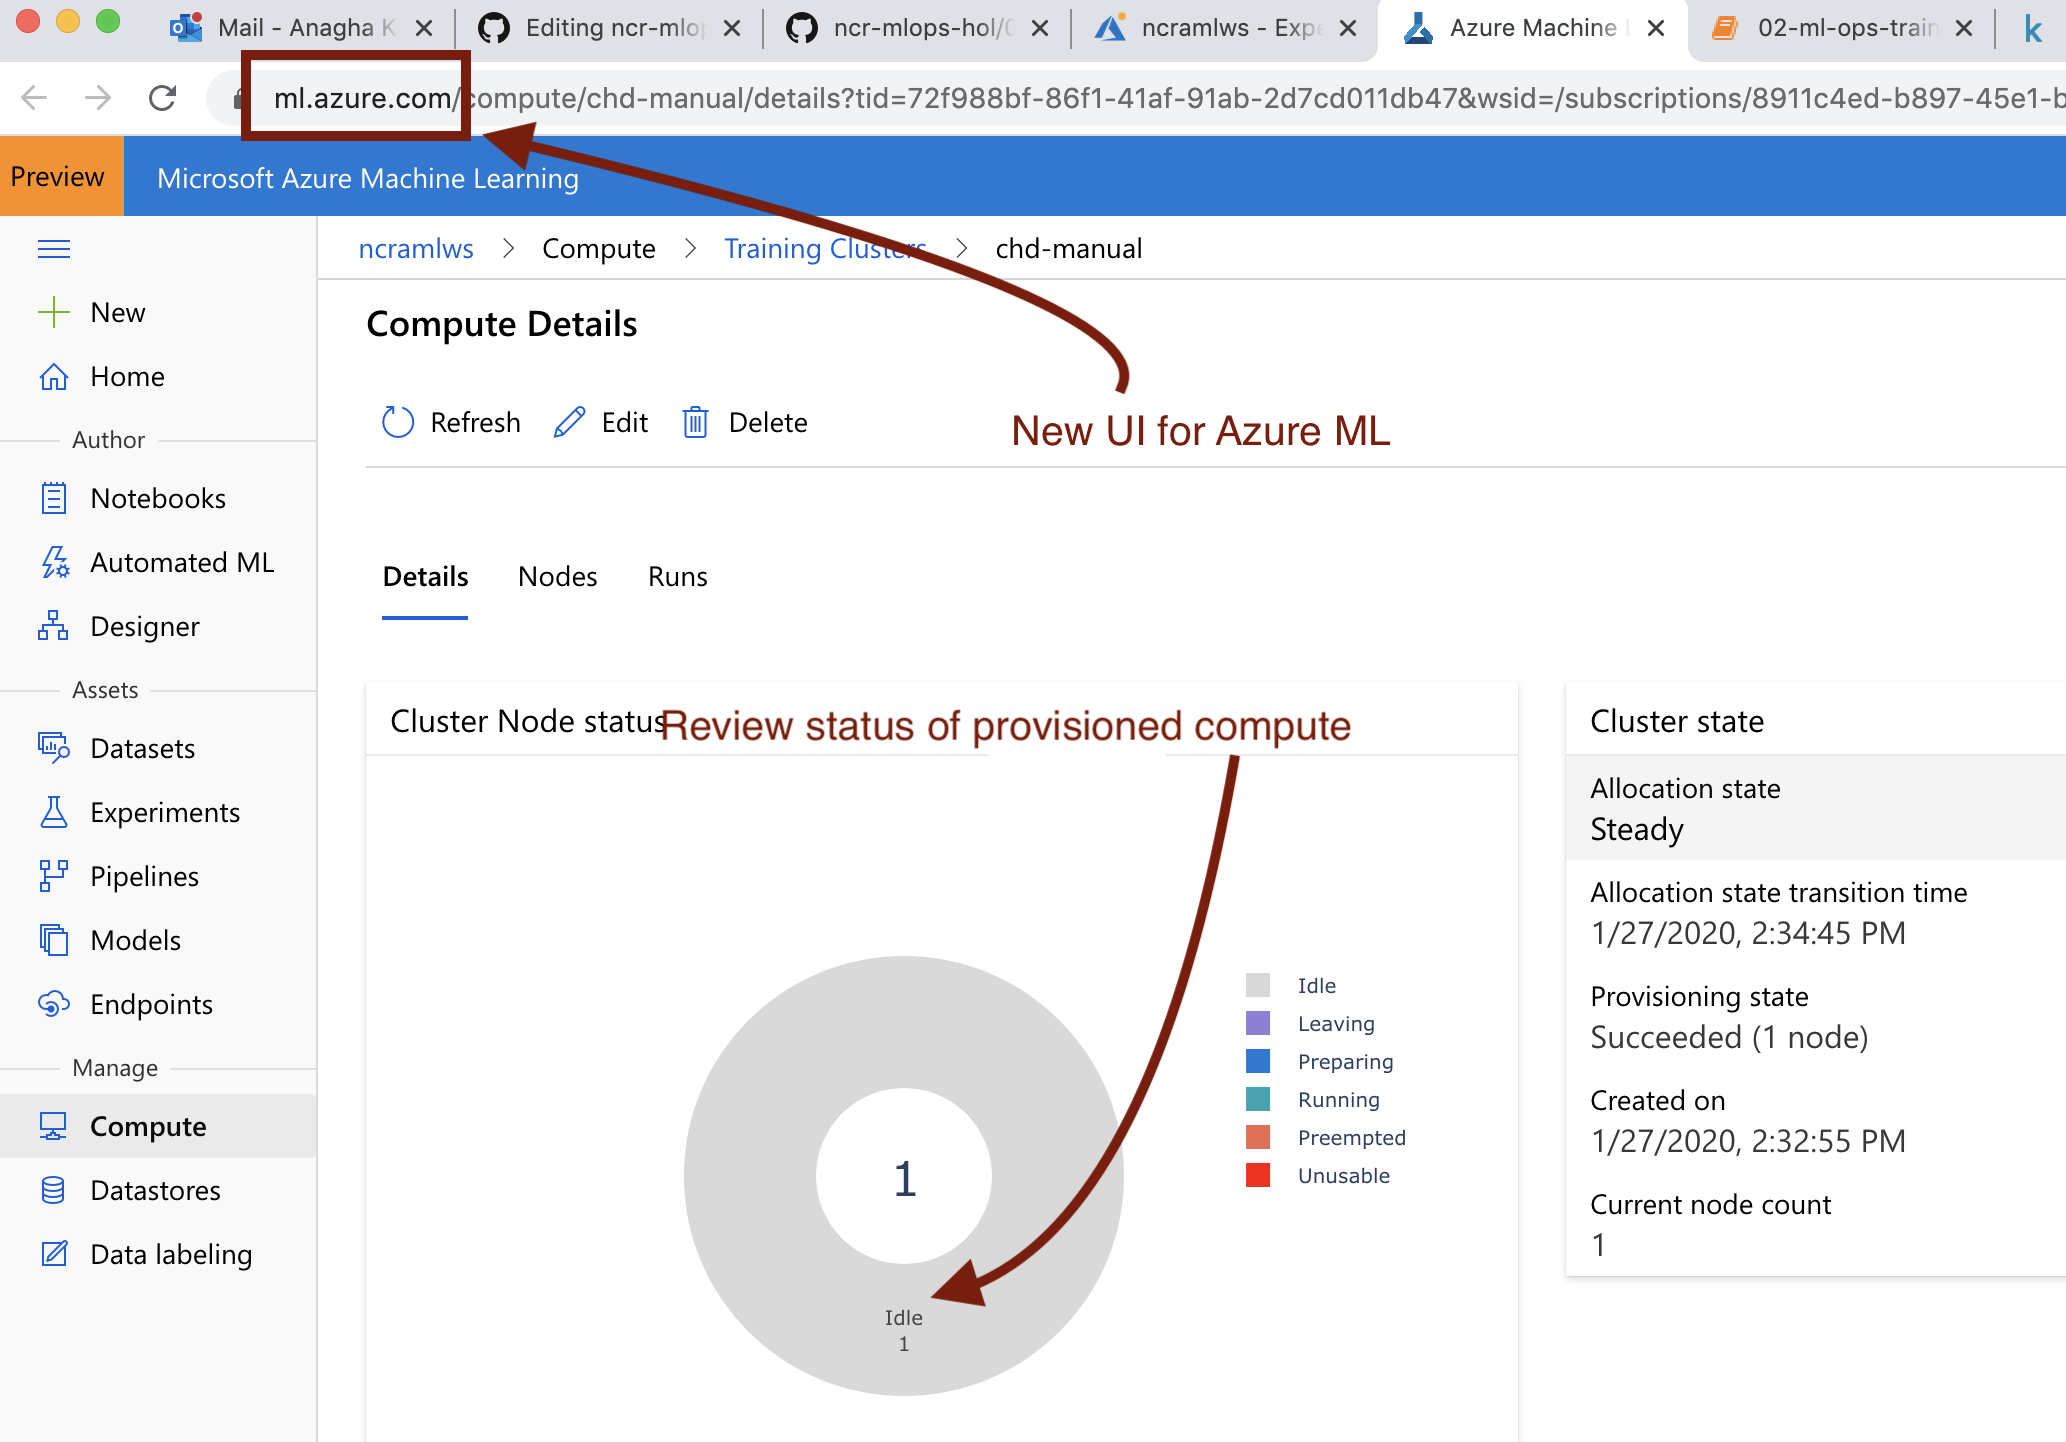 Mail - Anagha K
Editing ncr-mlop
ncr-mlops-hol/0
ncramlws - Expe
Azure Machine L
02-ml-ops-train
ml.azure.com/compute/chd-manual/details?tid=72f988bf-86f1-41af-91ab-2d7cd011db47&wsid=/subscriptions/8911c4ed-b897-45e1-b
Preview
Microsoft Azure Machine Learning
ncramlws > Compute > Training Clusters > chd-manual
New
Home
Author
Notebooks
Automated ML
Designer
Assets
Datasets
Experiments
Pipelines
Models
Endpoints
Manage
Compute
Datastores
Data labeling
Compute Details
Refresh
Edit
Delete
New UI for Azure ML
Details
Nodes
Runs
Cluster Node status
Review status of provisioned compute
1
Idle
1
Idle
Leaving
Preparing
Running
Preempted
Unusable
Cluster state
Allocation state
Steady
Allocation state transition time
1/27/2020, 2:34:45 PM
Provisioning state
Succeeded (1 node)
Created on
1/27/2020, 2:32:55 PM
Current node count
1